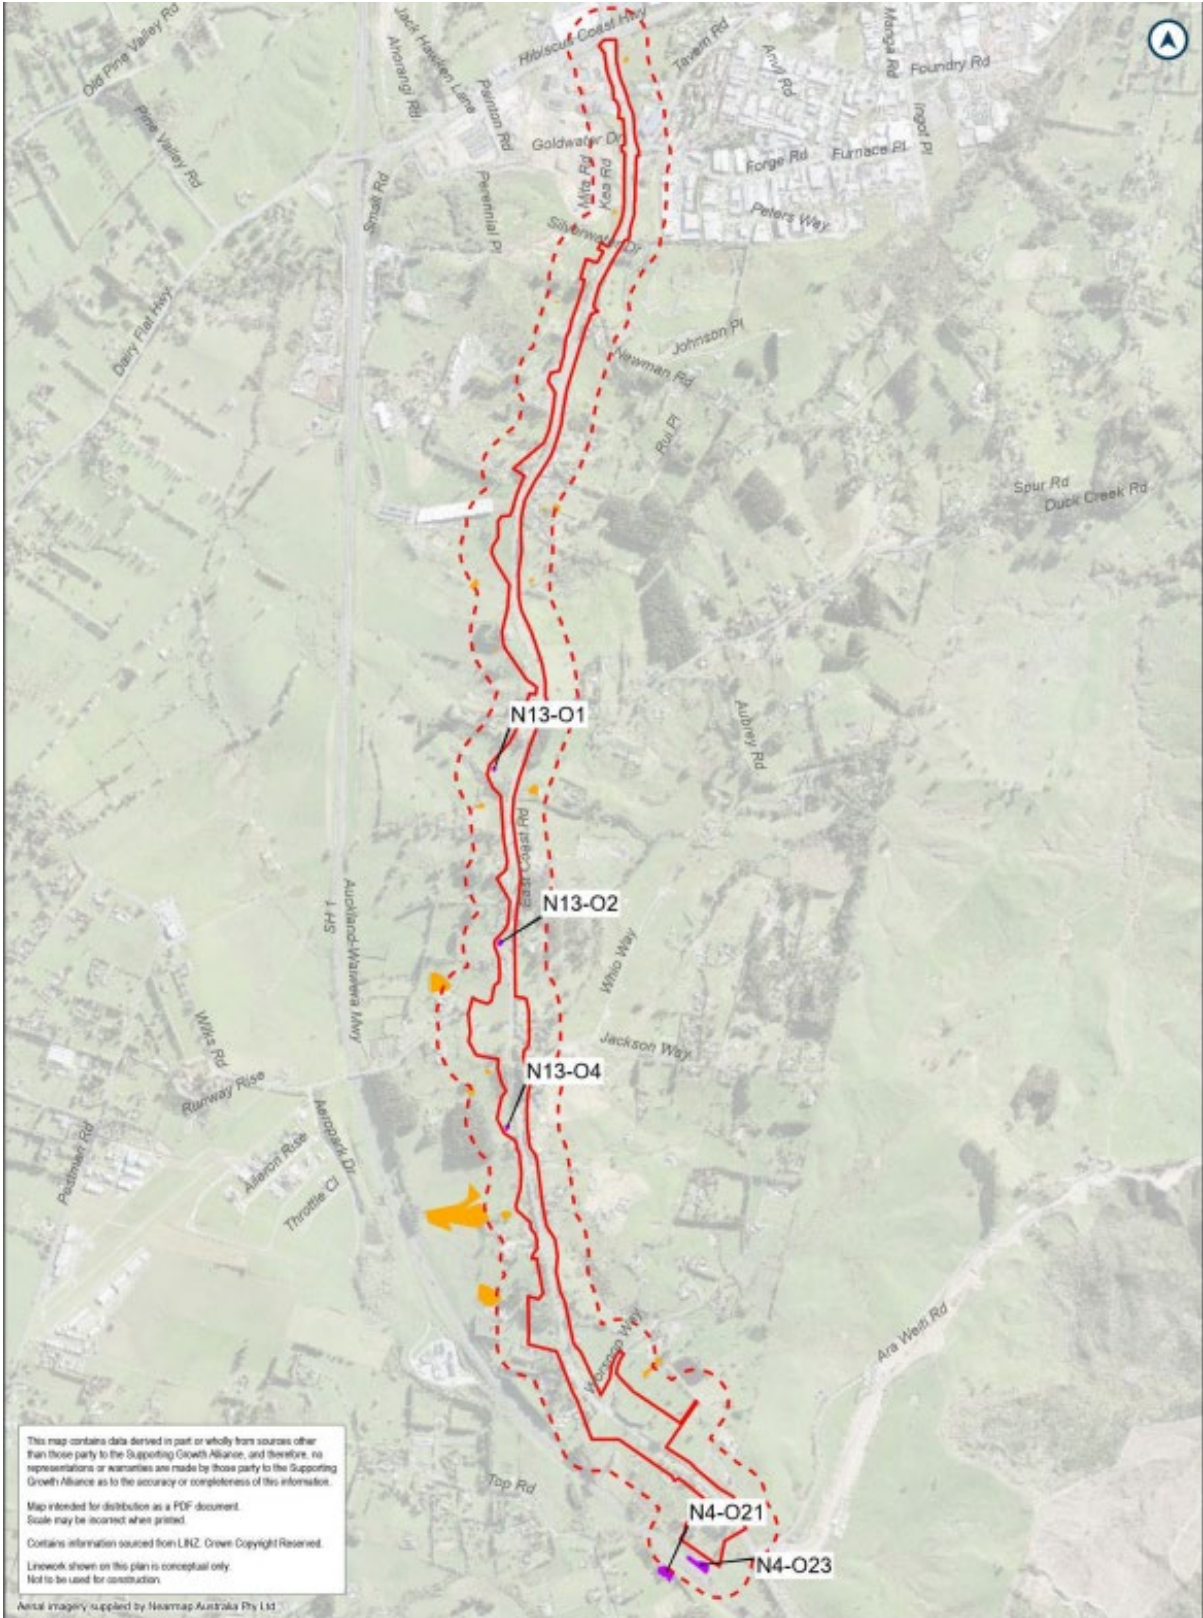 Old Pine Valley Rd
Jack Hawken Lane
Ahorangi Rd
Hibiscus Coast Hwy
Tavern Rd
Anvil Rd
Manga Rd
Foundry Rd
Pine Valley Rd
Painton Rd
Goldwater Dr
Ingot Pl
Forge Rd
Furnace Pl
Small Rd
Perennial Pl
Mita Rd
Kea Rd
Peters Way
Silverwater Dr
Dairy Flat Hwy
Johnson Pl
Newman Rd
Rui Pl
Spur Rd
Duck Creek Rd
N13-O1
Aubrey Rd
East Coast Rd
N13-O2
SH 1
Auckland-Waiwera Mwy
Whio Way
Wilks Rd
Jackson Way
N13-O4
Runway Rise
Aeropark Dr
Postman Rd
Aileron Rise
Throttle Cl
Worsnop Way
Ara Weiti Rd
Top Rd
N4-O21
N4-O23
This map contains data derived in part or wholly from sources other
than those party to the Supporting Growth Alliance, and therefore, no
representations or warranties are made by those party to the Supporting
Growth Alliance as to the accuracy or completeness of this information.
Map intended for distribution as a PDF document.
Scale may be incorrect when printed.
Contains information sourced from LINZ. Crown Copyright Reserved.
Linework shown on this plan is conceptual only.
Not to be used for construction.
Aerial imagery supplied by Nearmap Australia Pty Ltd